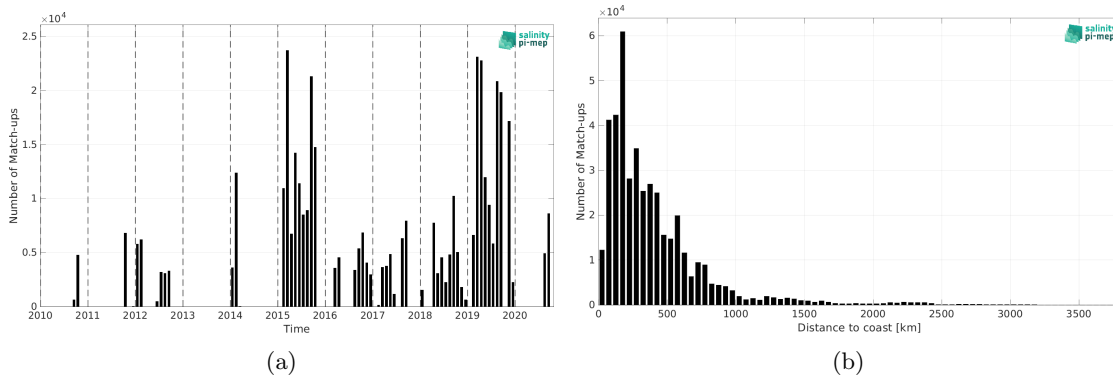 ×10⁴
2.5
2
1.5
1
0.5
0
2010 2011 2012 2013 2014 2015 2016 2017 2018 2019 2020
Time
Number of Match-ups
salinity
pi-mep
(a)
×10⁴
6
5
4
3
2
1
0
0 500 1000 1500 2000 2500 3000 3500
Distance to coast [km]
Number of Match-ups
salinity
pi-mep
(b)